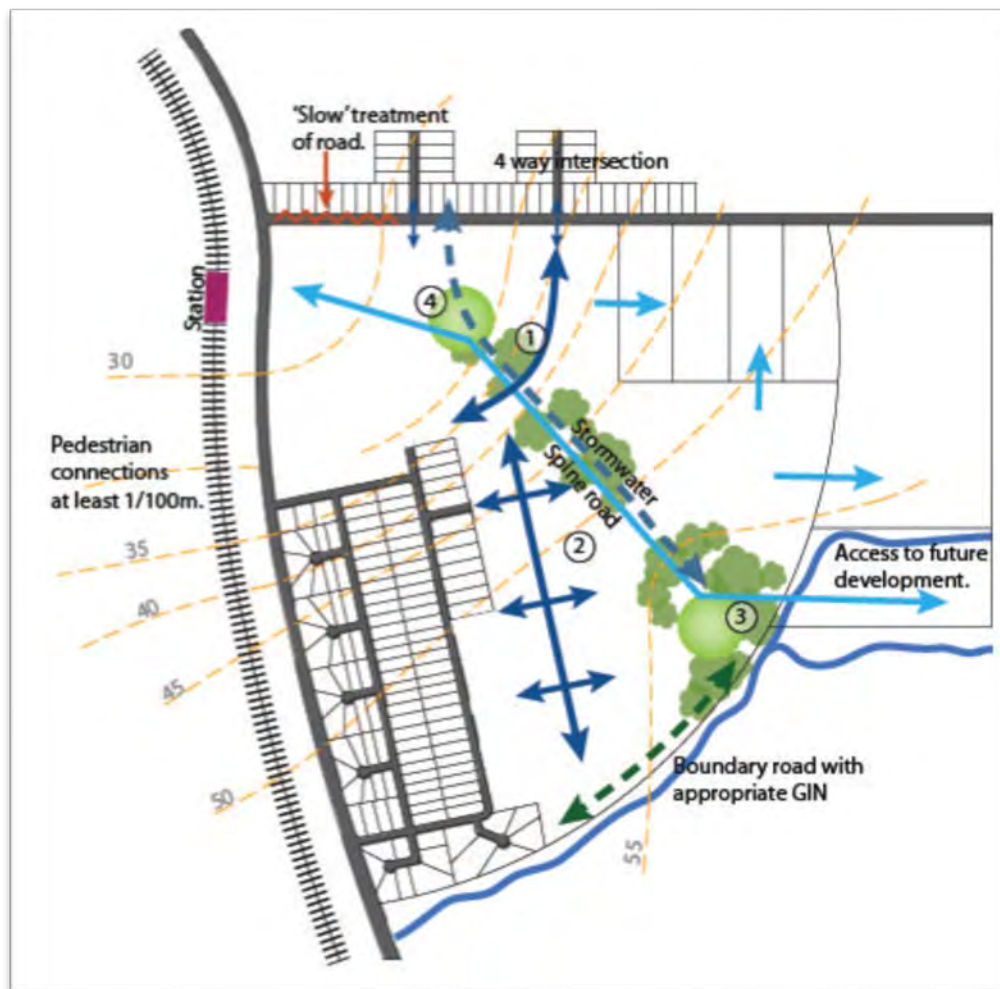 'Slow' treatment
of road.
4 way intersection
Station
4
1
30
Pedestrian
connections
at least 1/100m.
Stormwater
Spine road
2
35
Access to future
development.
40
3
45
50
Boundary road with
appropriate GIN
55